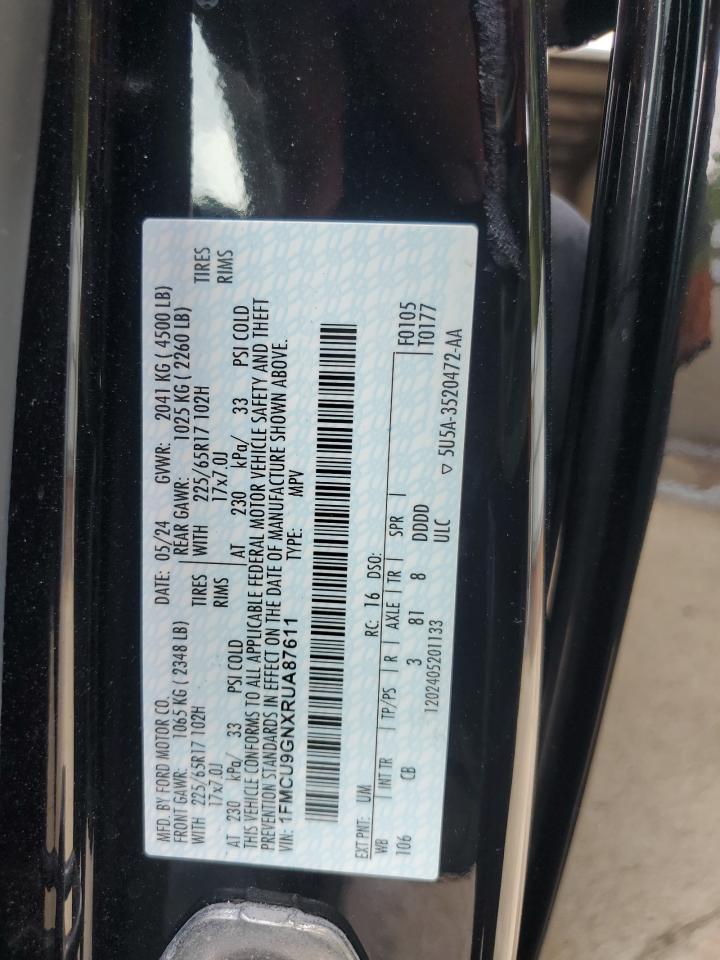 MFD. BY FORD MOTOR CO. DATE: 05/24 GVWR: 2041 KG ( 4500 LB)
FRONT GAWR: 1065 KG ( 2348 LB) REAR GAWR: 1025 KG ( 2260 LB)
WITH 225/65R17 102H TIRES WITH 225/65R17 102H TIRES
17x7.0J RIMS 17x7.0J RIMS
AT 230 kPa/ 33 PSI COLD AT 230 kPa/ 33 PSI COLD
THIS VEHICLE CONFORMS TO ALL APPLICABLE FEDERAL MOTOR VEHICLE SAFETY AND THEFT
PREVENTION STANDARDS IN EFFECT ON THE DATE OF MANUFACTURE SHOWN ABOVE.
VIN: 1FMCU9GNXRUA87611 TYPE: MPV
EXT PNT: UM RC: 16 DSO: F0105
WB INT TR TP/PS R AXLE TR SPR T0177
106 CB 3 81 8 DDDD
1202405201133 ULC ▽ 5U5A-3520472-AA